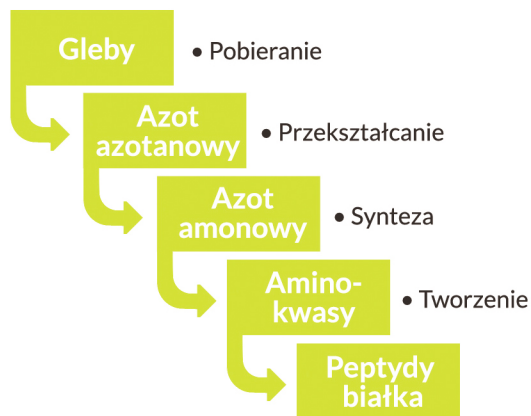 Gleby
• Pobieranie
Azot
azotanowy
• Przekształcanie
Azot
amonowy
• Synteza
Amino-
kwasy
• Tworzenie
Peptydy
białka